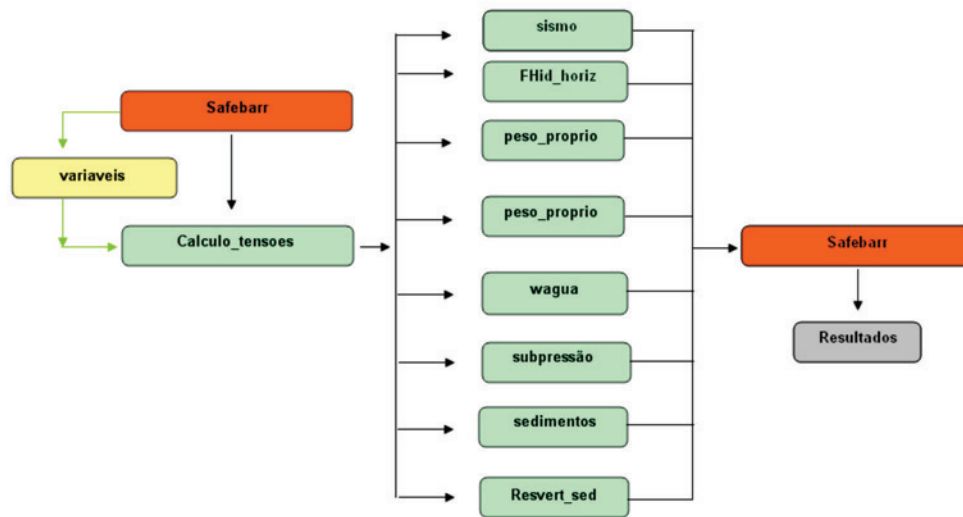 Safebarr
variaveis
Calculo_tensoes
sismo
FHid_horiz
peso_proprio
peso_proprio
wagua
subpressão
sedimentos
Resvert_sed
Safebarr
Resultados